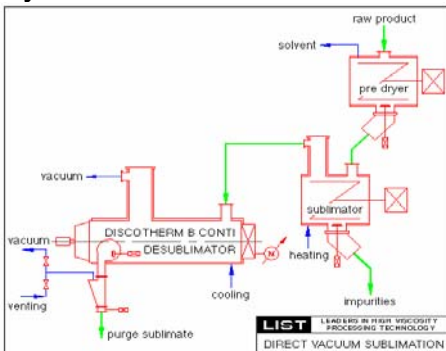 raw product
solvent
pre dryer
vacuum
sublimator
DISCOTHERM B CONTI
DESUBLIMATOR
vacuum
heating
venting
cooling
impurities
purge sublimate
LIST
LEADERS IN HIGH VISCOSITY
PROCESSING TECHNOLOGY
DIRECT VACUUM SUBLIMATION